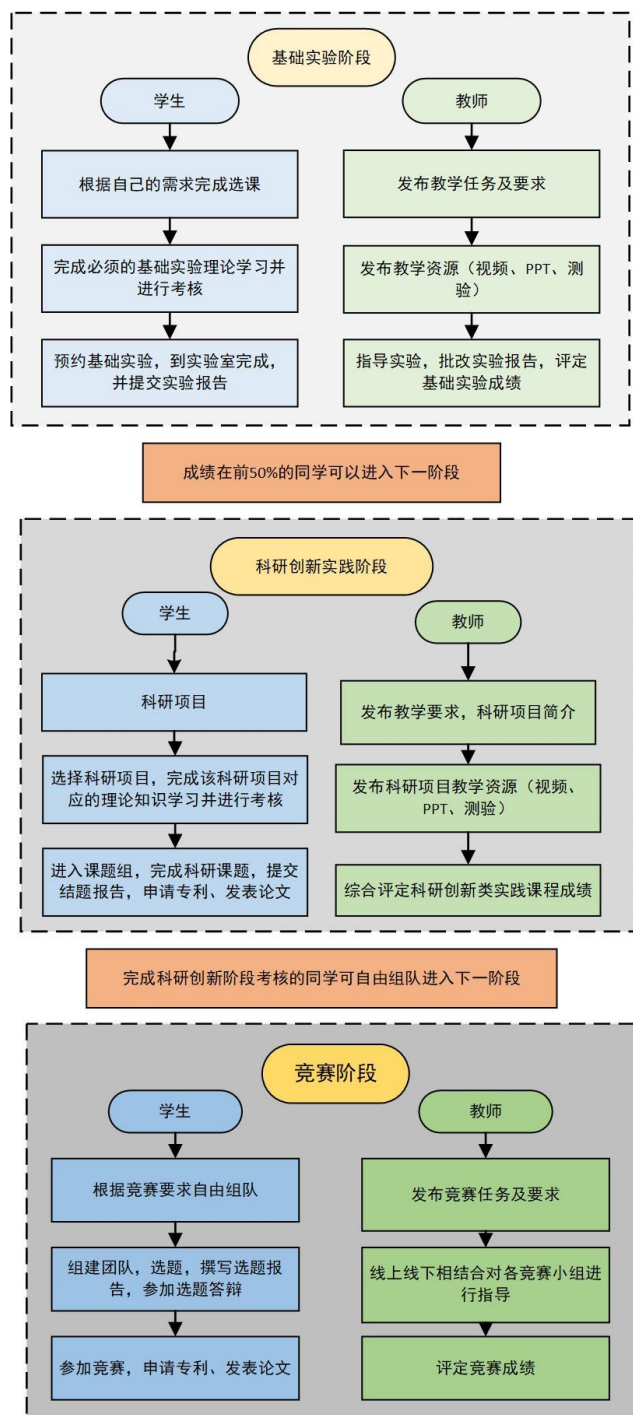 基础实验阶段
学生
教师
根据自己的需求完成选课
发布教学任务及要求
完成必须的基础实验理论学习并
进行考核
发布教学资源（视频、PPT、测
验）
预约基础实验，到实验室完成，
并提交实验报告
指导实验，批改实验报告，评定
基础实验成绩
成绩在前50%的同学可以进入下一阶段
科研创新实践阶段
学生
教师
科研项目
发布教学要求，科研项目简介
选择科研项目，完成该科研项目对
应的理论知识学习并进行考核
发布科研项目教学资源（视频、
PPT、测验）
进入课题组，完成科研课题，提交
结题报告，申请专利、发表论文
综合评定科研创新类实践课程成绩
完成科研创新阶段考核的同学可自由组队进入下一阶段
竞赛阶段
学生
教师
根据竞赛要求自由组队
发布竞赛任务及要求
组建团队，选题，撰写选题报
告，参加选题答辩
线上线下相结合对各竞赛小组进
行指导
参加竞赛，申请专利、发表论文
评定竞赛成绩